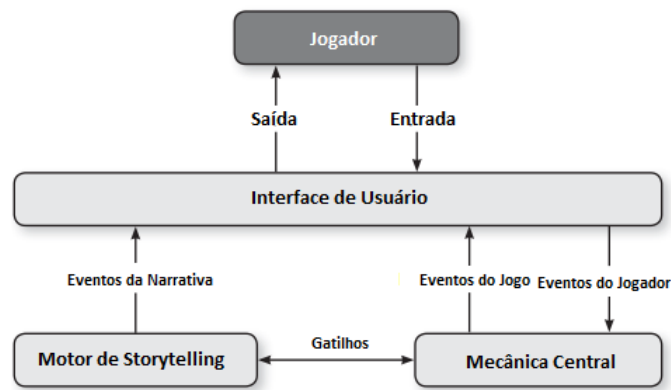 Jogador
Saída
Entrada
Interface de Usuário
Eventos da Narrativa
Eventos do Jogo
Eventos do Jogador
Gatilhos
Motor de Storytelling
Mecânica Central